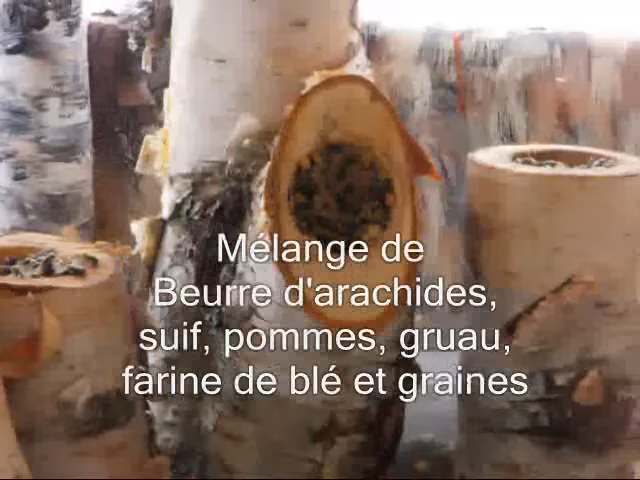 Mélange de
Beurre d'arachides,
suif, pommes, gruau,
farine de blé et graines